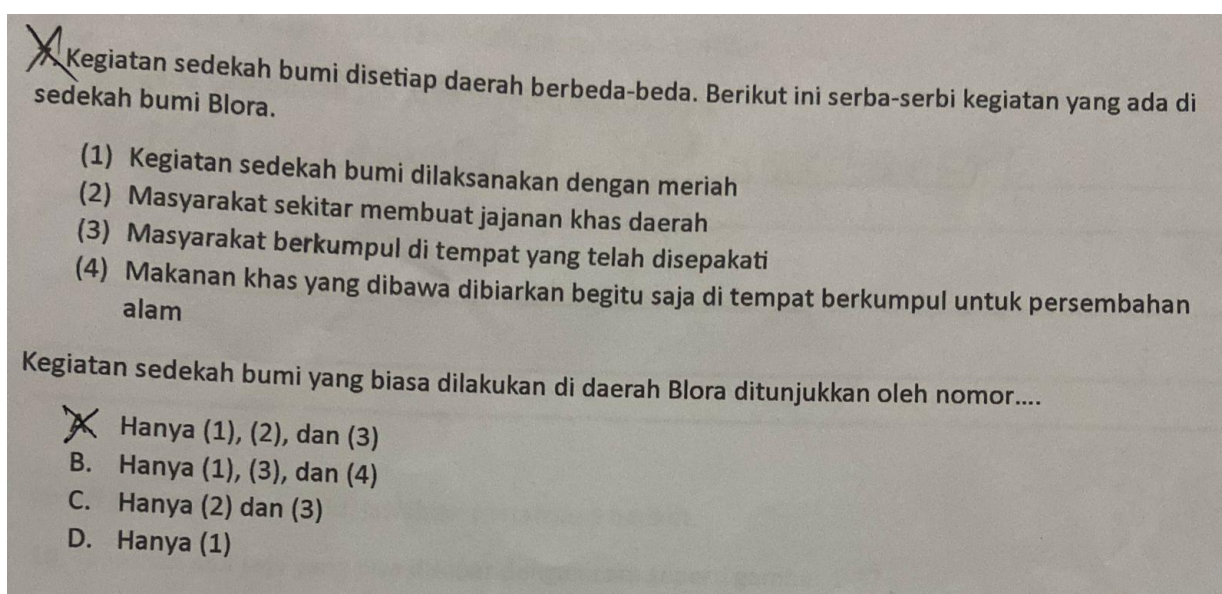 Kegiatan sedekah bumi disetiap daerah berbeda-beda. Berikut ini serba-serbi kegiatan yang ada di
sedekah bumi Blora.
(1) Kegiatan sedekah bumi dilaksanakan dengan meriah
(2) Masyarakat sekitar membuat jajanan khas daerah
(3) Masyarakat berkumpul di tempat yang telah disepakati
(4) Makanan khas yang dibawa dibiarkan begitu saja di tempat berkumpul untuk persembahan
alam
Kegiatan sedekah bumi yang biasa dilakukan di daerah Blora ditunjukkan oleh nomor....
A. Hanya (1), (2), dan (3)
B. Hanya (1), (3), dan (4)
C. Hanya (2) dan (3)
D. Hanya (1)